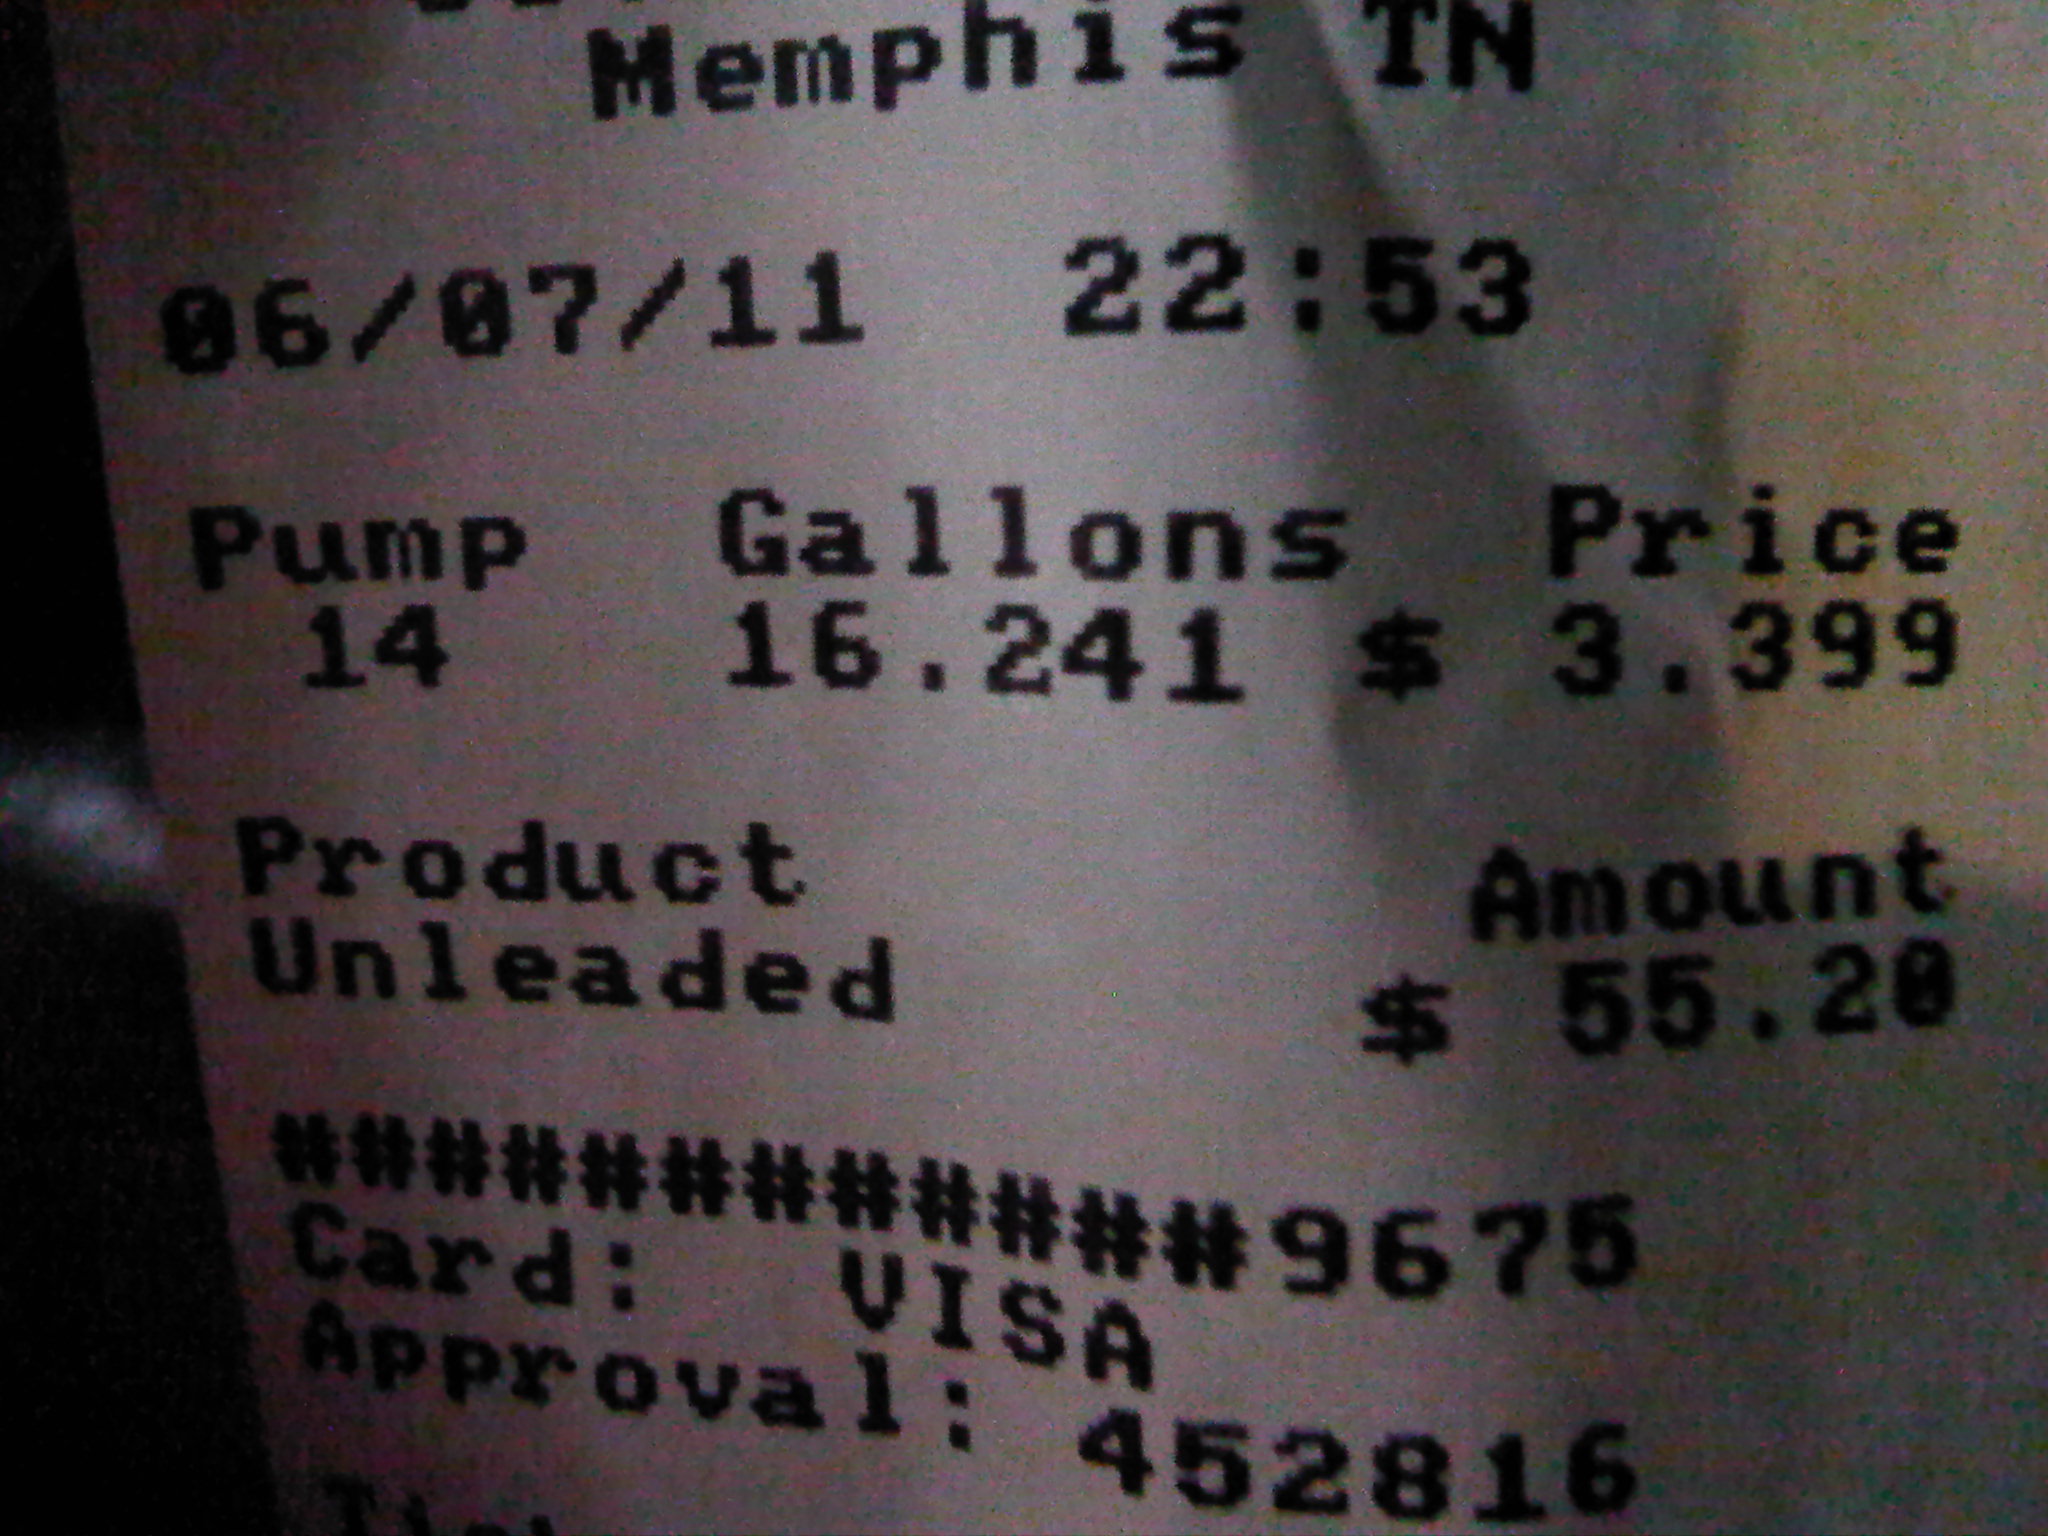 Memphis TN
06/07/11 22:53
Pump Gallons Price
14 16.241 $ 3.399
Product Amount
Unleaded $ 55.20
############9675
Card: VISA
Approval: 452816